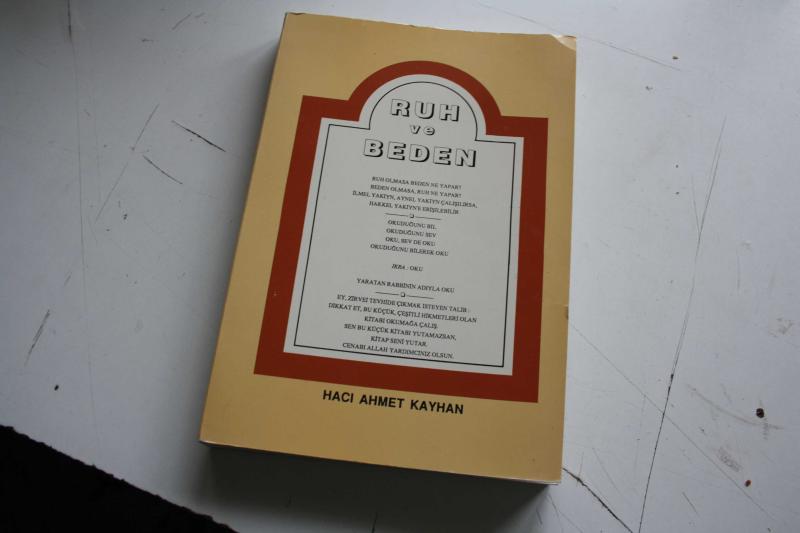 RUH
ve
BEDEN
RUH OLMASA BEDEN NE YAPAR?
BEDEN OLMASA, RUH NE YAPAR?
İLMEL YAKİYN, AYNEL YAKİYN ÇALIŞILIRSA,
HAKKEL YAKİYN'E ERİŞİLEBİLİR
OKUDUĞUNU BİL,
OKUDUĞUNU SEV
OKU, SEV DE OKU
OKUDUĞUNU BİLEREK OKU
IKRA : OKU
YARATAN RABBİNİN ADIYLA OKU
EY, ZİRVEİ TEVHİDE ÇIKMAK İSTEYEN TALİB :
DİKKAT ET, BU KÜÇÜK, ÇEŞİTLİ HİKMETLERİ OLAN
KİTABI OKUMAĞA ÇALIŞ.
SEN BU KÜÇÜK KİTABI YUTAMAZSAN,
KİTAP SENİ YUTAR.
CENABI ALLAH YARDIMCINIZ OLSUN.
HACI AHMET KAYHAN